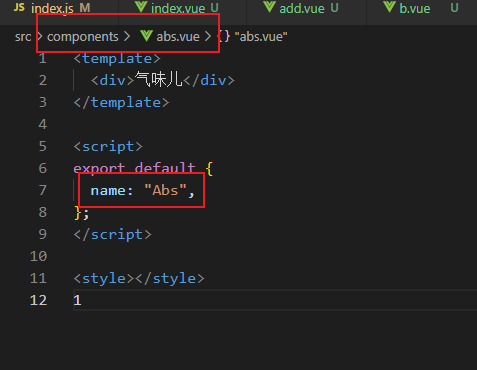 JS index.js M index.vue U add.vue U b.vue U
src > components > abs.vue > {} "abs.vue"
1 <template>
2 <div>气味儿</div>
3 </template>
4
5 <script>
6 export default {
7 name: "Abs",
8 };
9 </script>
10
11 <style></style>
12 1